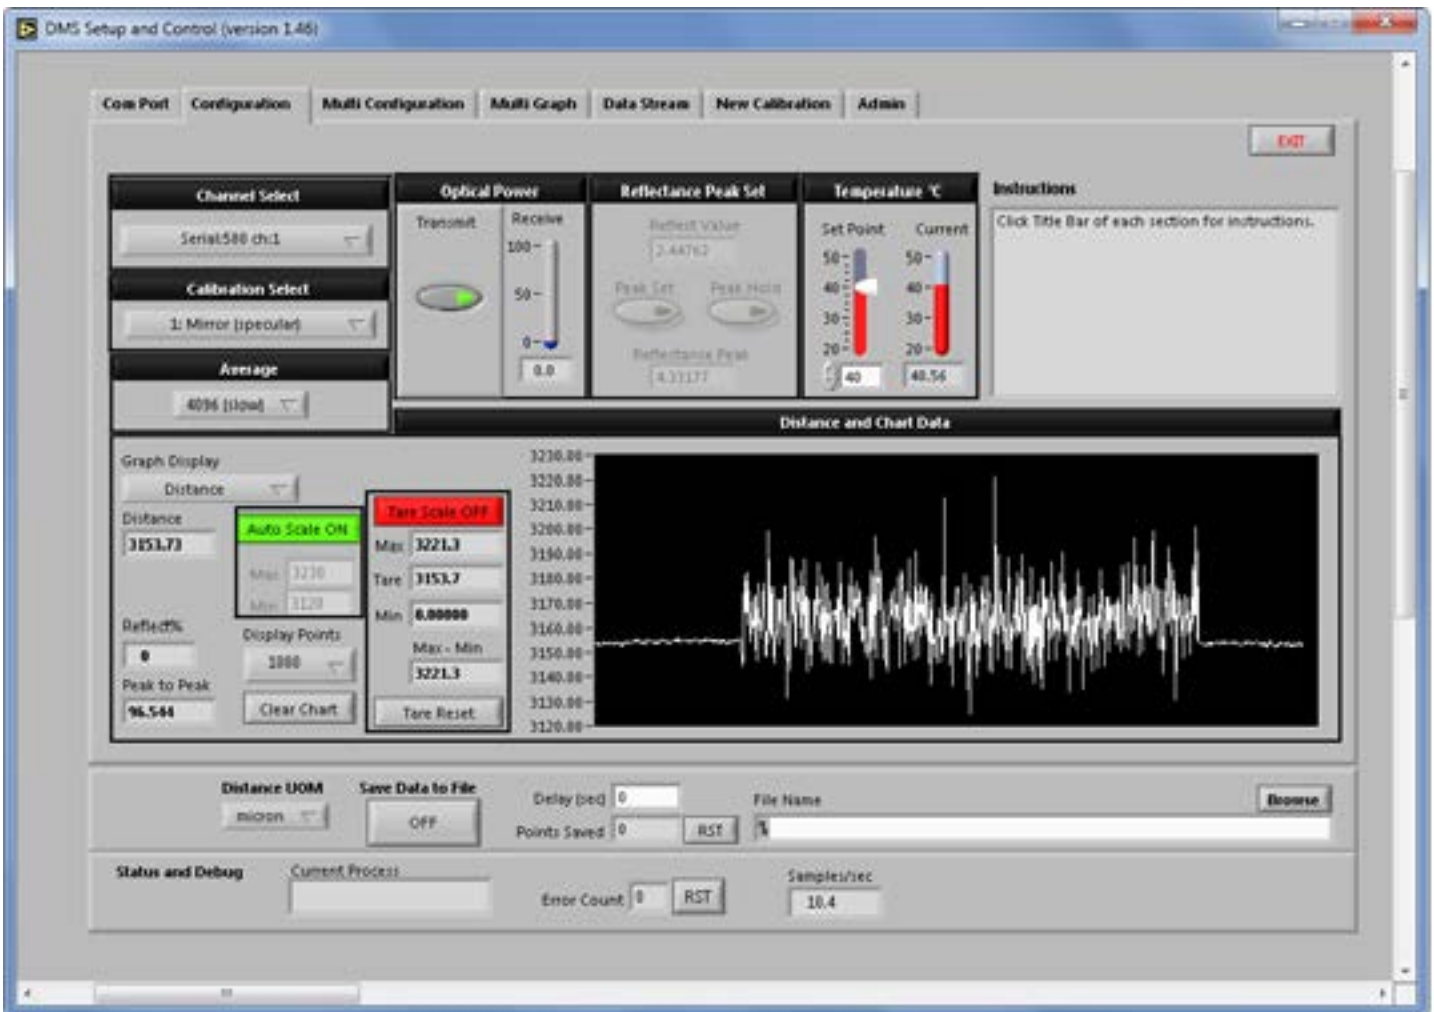 DMS Setup and Control (version 1.46)
Com Port
Configuration
Multi Configuration
Multi Graph
Data Stream
New Calibration
Admin
EXIT
Channel Select
Serial:580 ch:1
Calibration Select
1: Mirror (specular)
Average
4096 (slow)
Optical Power
Transmit
Receive
100
50
0
0.0
Reflectance Peak Set
Reflect Value
2.44762
Peak Set
Peak Hold
Reflectance Peak
4.33177
Temperature °C
Set Point
Current
50
40
30
20
40
50
40
30
20
40.56
Instructions
Click Title Bar of each section for instructions.
Distance and Chart Data
Graph Display
Distance
Distance
3153.73
Reflect%
0
Peak to Peak
96.544
Auto Scale ON
Max 3230
Min 3120
Display Points
1000
Clear Chart
Tare Scale OFF
Max 3221.3
Tare 3153.7
Min 0.00000
Max - Min
3221.3
Tare Reset
3230.00
3220.00
3210.00
3200.00
3190.00
3180.00
3170.00
3160.00
3150.00
3140.00
3130.00
3120.00
Distance UOM
micron
Save Data to File
OFF
Delay (sec) 0
Points Saved 0
RST
File Name
Browse
Status and Debug
Current Process
Error Count 0
RST
Samples/sec
10.4